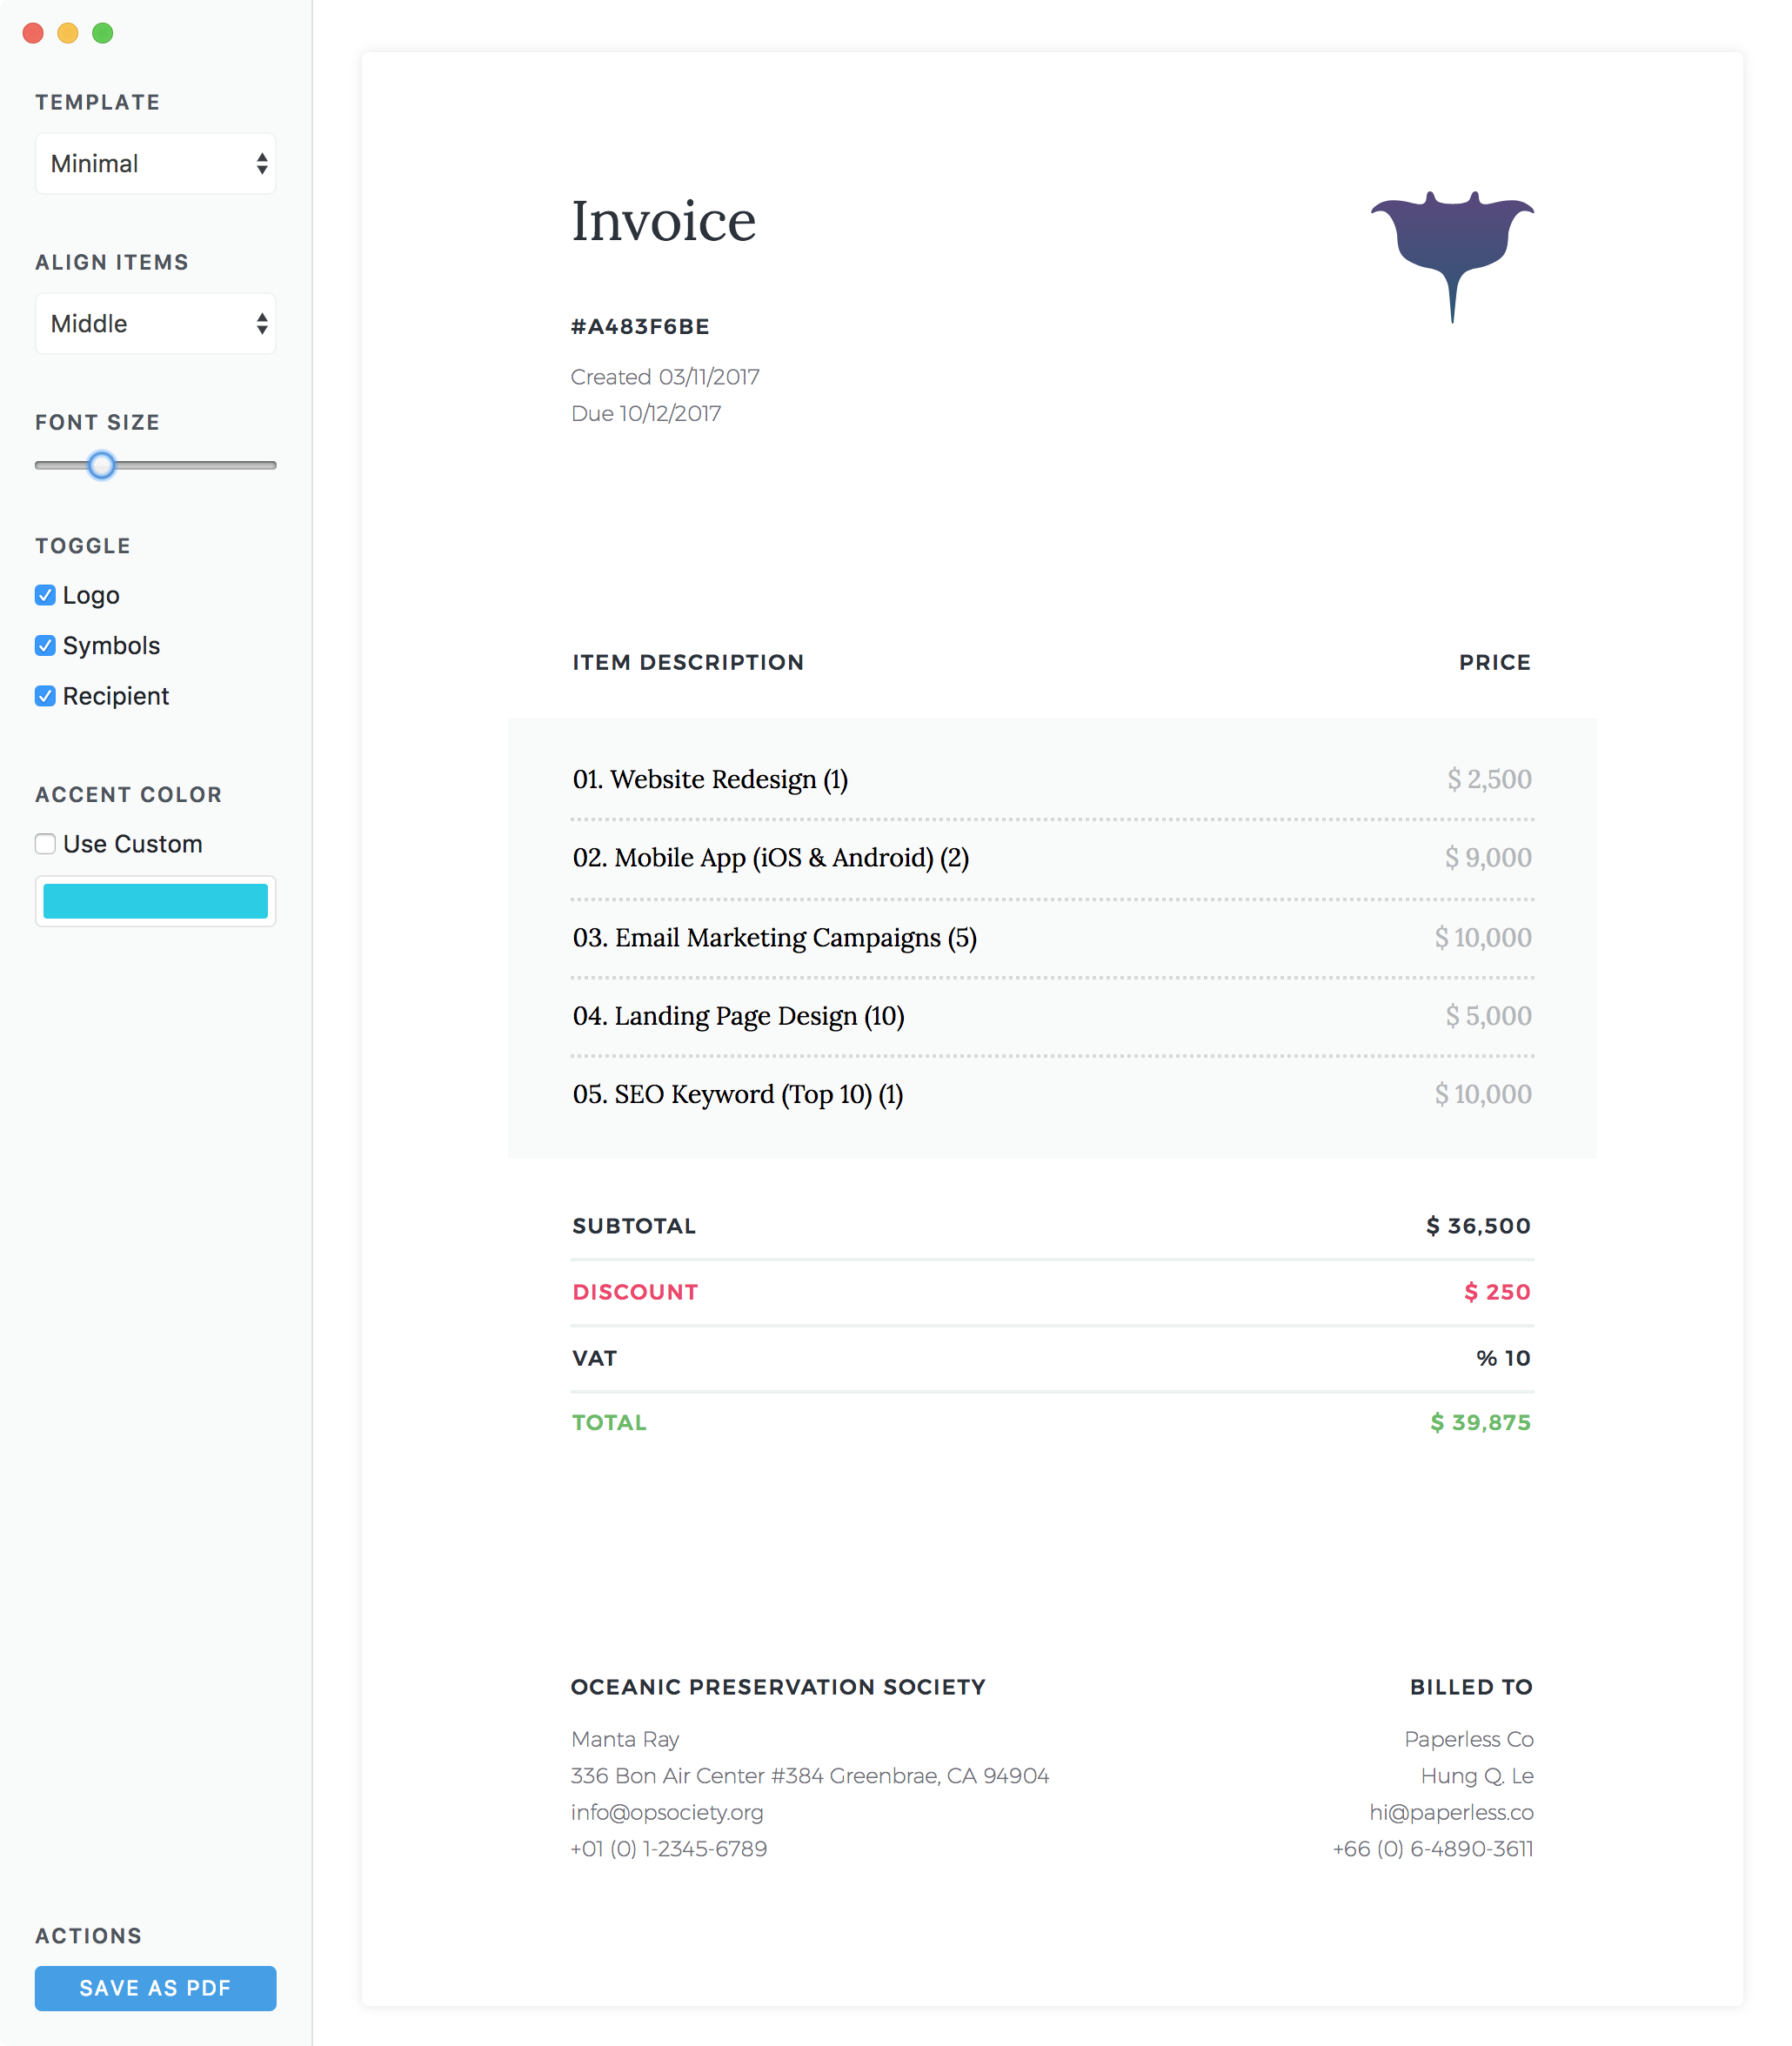 TEMPLATE
Minimal
ALIGN ITEMS
Middle
FONT SIZE
TOGGLE
Logo
Symbols
Recipient
ACCENT COLOR
Use Custom
ACTIONS
SAVE AS PDF
Invoice
#A483F6BE
Created 03/11/2017
Due 10/12/2017
ITEM DESCRIPTION PRICE
01. Website Redesign (1) $ 2,500
02. Mobile App (iOS & Android) (2) $ 9,000
03. Email Marketing Campaigns (5) $ 10,000
04. Landing Page Design (10) $ 5,000
05. SEO Keyword (Top 10) (1) $ 10,000
SUBTOTAL $ 36,500
DISCOUNT $ 250
VAT % 10
TOTAL $ 39,875
OCEANIC PRESERVATION SOCIETY
Manta Ray
336 Bon Air Center #384 Greenbrae, CA 94904
info@opsociety.org
+01 (0) 1-2345-6789
BILLED TO
Paperless Co
Hung Q. Le
hi@paperless.co
+66 (0) 6-4890-3611